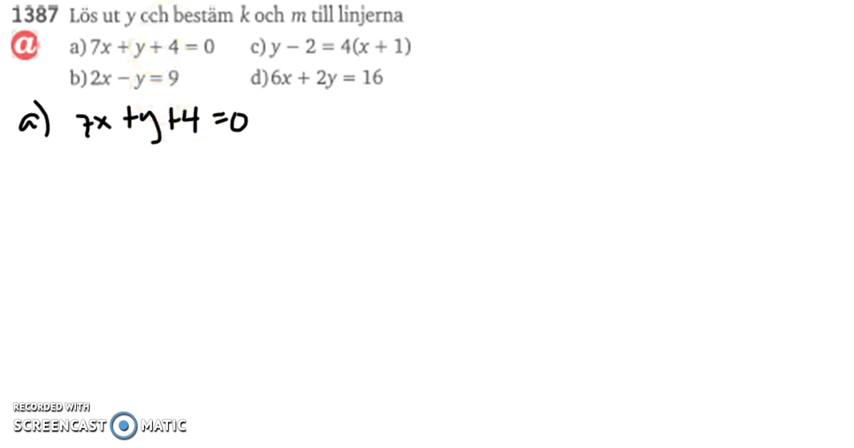 1387 Lös ut y cch bestäm k och m till linjerna
a
a) 7x + y + 4 = 0 c) y − 2 = 4(x + 1)
b) 2x − y = 9 d) 6x + 2y = 16
a) 7x + y + 4 = 0
RECORDED WITH
SCREENCAST MATIC